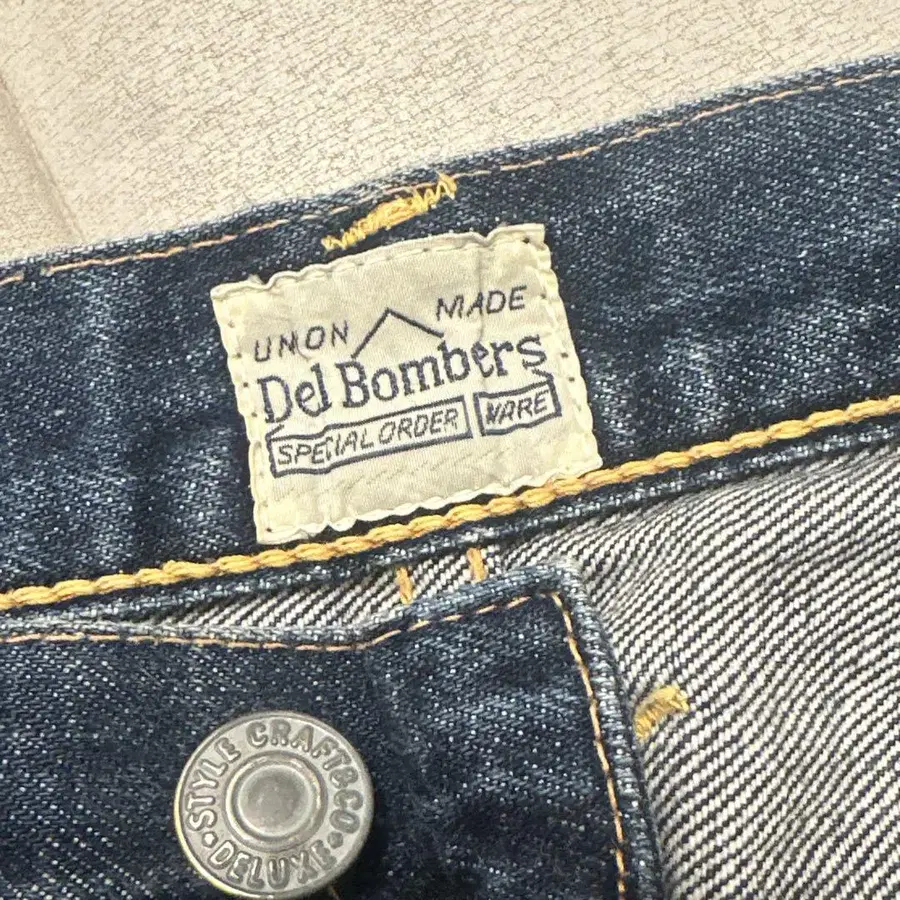 UNION MADE
Del Bombers
SPECIAL ORDER WARE
STYLE CRAFT & CO
· DELUXE ·